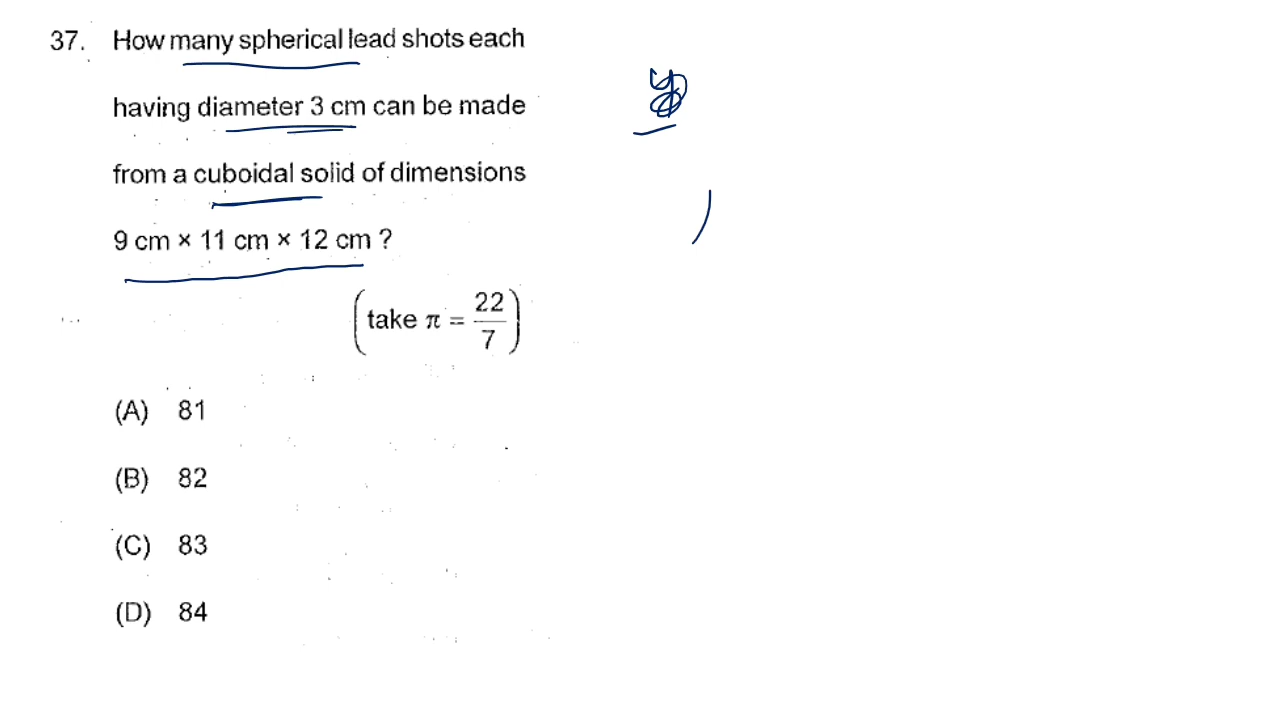 37. How many spherical lead shots each
having diameter 3 cm can be made
from a cuboidal solid of dimensions
9 cm × 11 cm × 12 cm ?
(take π = 22/7)
(A) 81
(B) 82
(C) 83
(D) 84